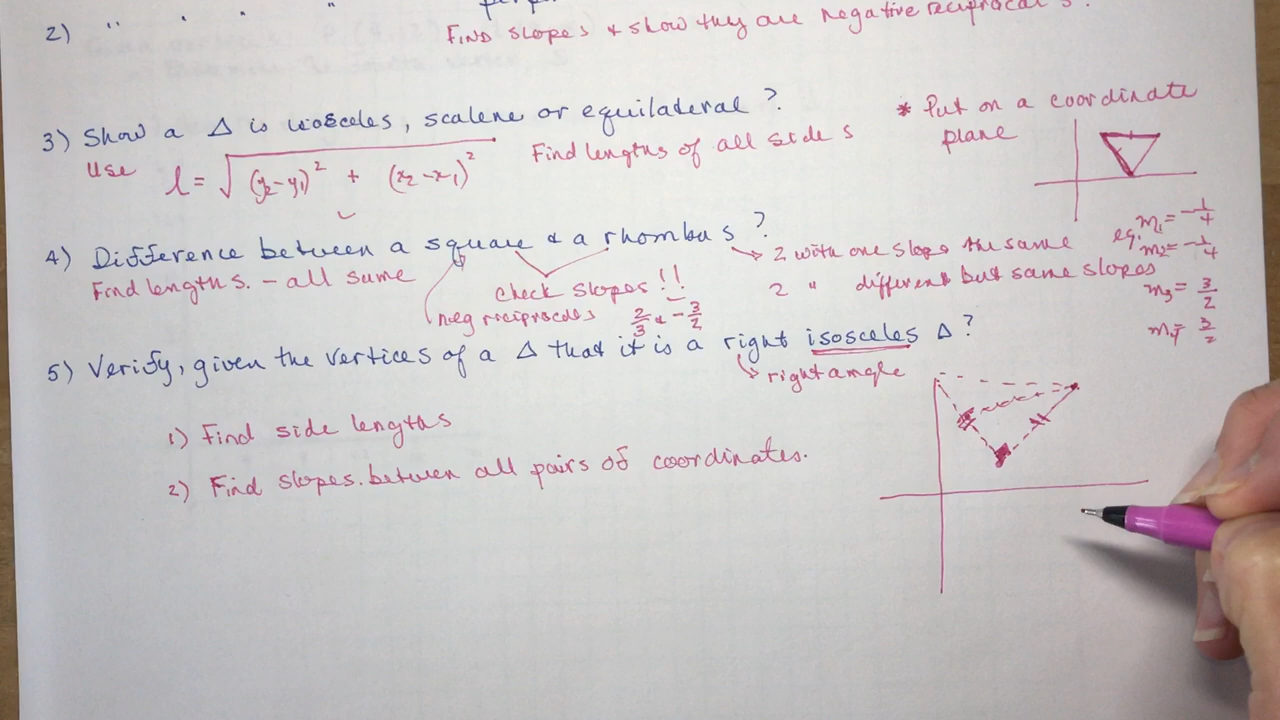 2) " " " "
Find slopes & show they are negative reciprocal s.
3) Show a Δ is isosceles, scalene or equilateral?
Use l = √(y₂-y₁)² + (x₂-x₁)²
Find lengths of all sides
* Put on a coordinate
plane
4) Difference between a square & a rhombus?
Find lengths. - all same
check slopes!!
neg reciprocals 2/3 & -3/2
2 with one slope the same
2 " different but same slopes
eg. m₁ = -1/4
m₂ = -1/4
m₃ = 3/2
m₄ = 3/2
5) Verify, given the vertices of a Δ that it is a right isosceles Δ?
right angle
1) Find side lengths
2) Find slopes. between all pairs of coordinates.